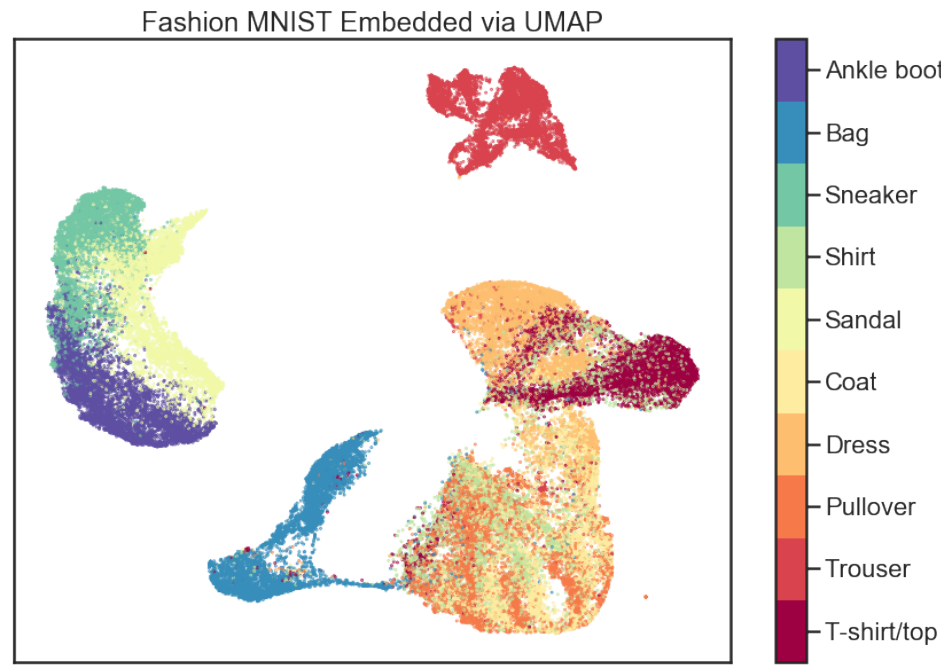 Fashion MNIST Embedded via UMAP
Ankle boot
Bag
Sneaker
Shirt
Sandal
Coat
Dress
Pullover
Trouser
T-shirt/top